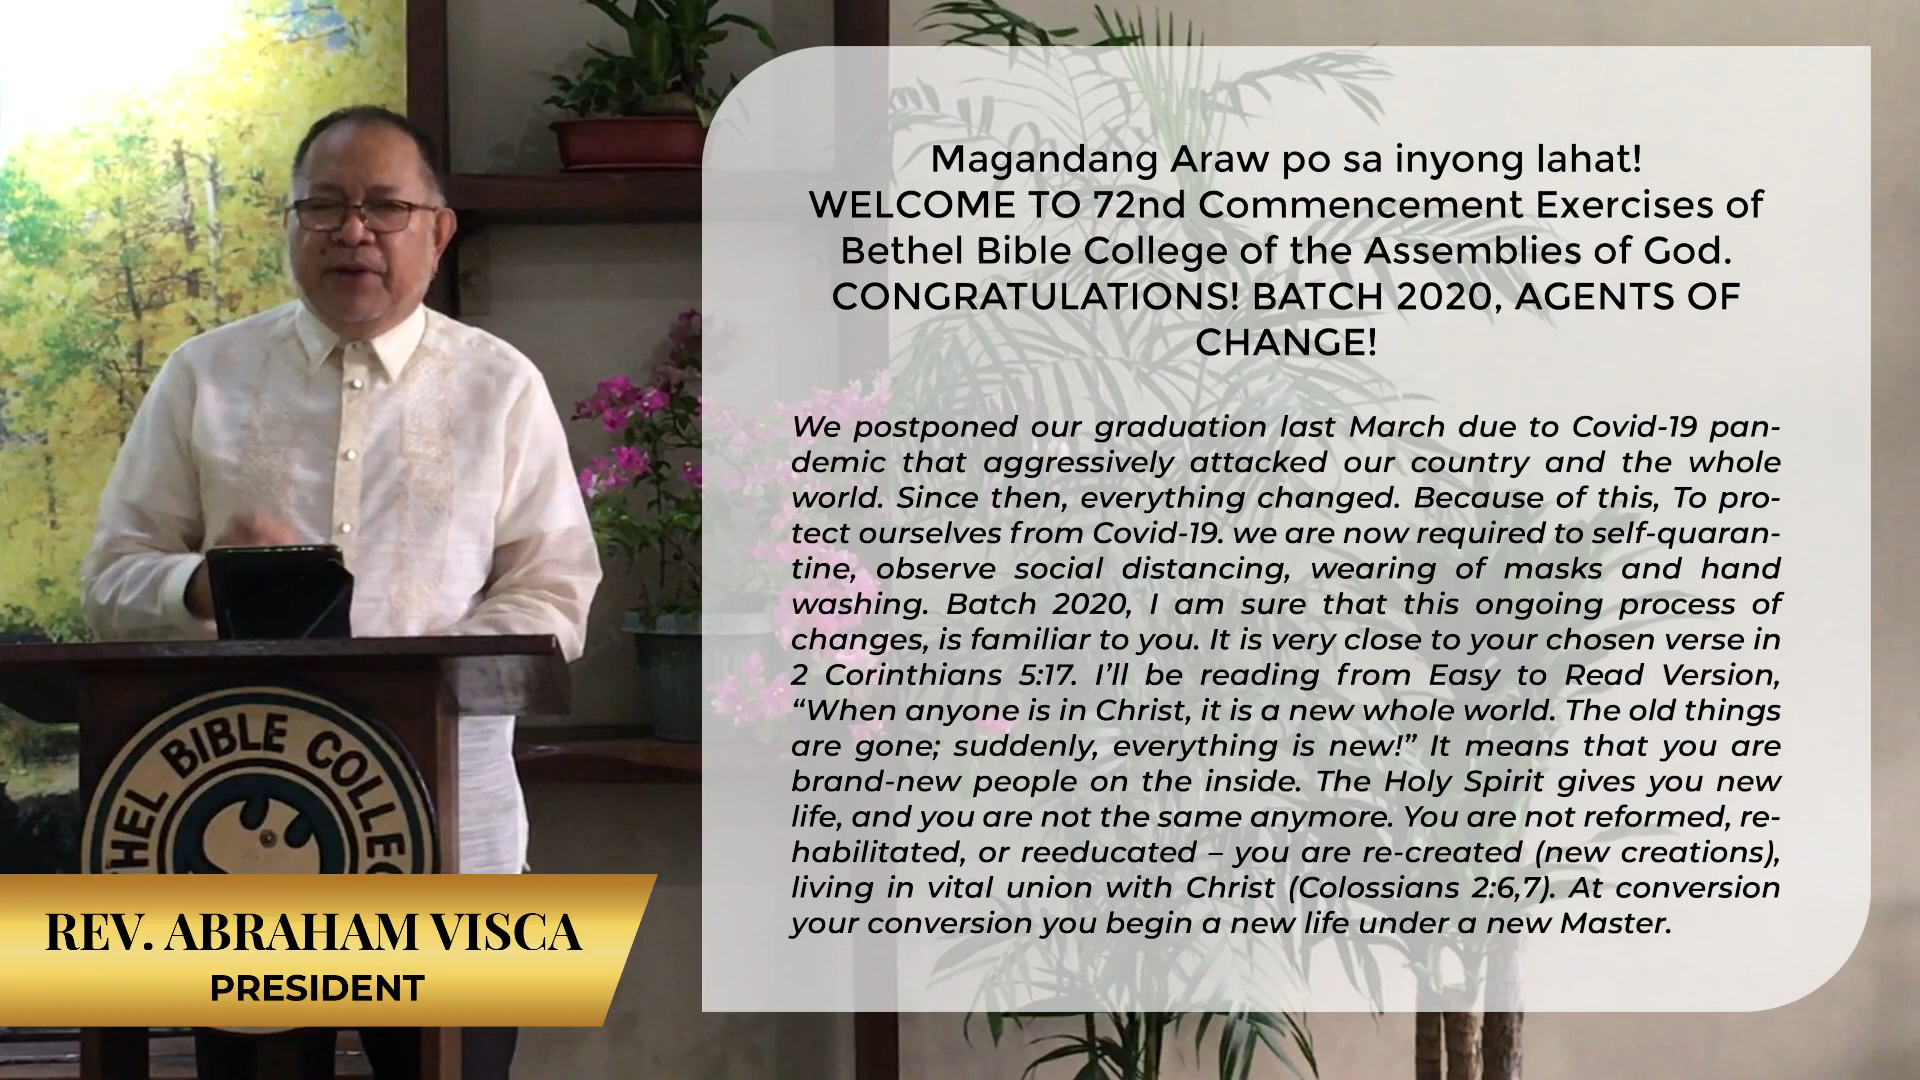 Magandang Araw po sa inyong lahat!
WELCOME TO 72nd Commencement Exercises of
Bethel Bible College of the Assemblies of God.
CONGRATULATIONS! BATCH 2020, AGENTS OF
CHANGE!
We postponed our graduation last March due to Covid-19 pan-
demic that aggressively attacked our country and the whole
world. Since then, everything changed. Because of this, To pro-
tect ourselves from Covid-19. we are now required to self-quaran-
tine, observe social distancing, wearing of masks and hand
washing. Batch 2020, I am sure that this ongoing process of
changes, is familiar to you. It is very close to your chosen verse in
2 Corinthians 5:17. I’ll be reading from Easy to Read Version,
“When anyone is in Christ, it is a new whole world. The old things
are gone; suddenly, everything is new!” It means that you are
brand-new people on the inside. The Holy Spirit gives you new
life, and you are not the same anymore. You are not reformed, re-
habilitated, or reeducated – you are re-created (new creations),
living in vital union with Christ (Colossians 2:6,7). At conversion
your conversion you begin a new life under a new Master.
HEL BIBLE COLLEG
REV. ABRAHAM VISCA
PRESIDENT